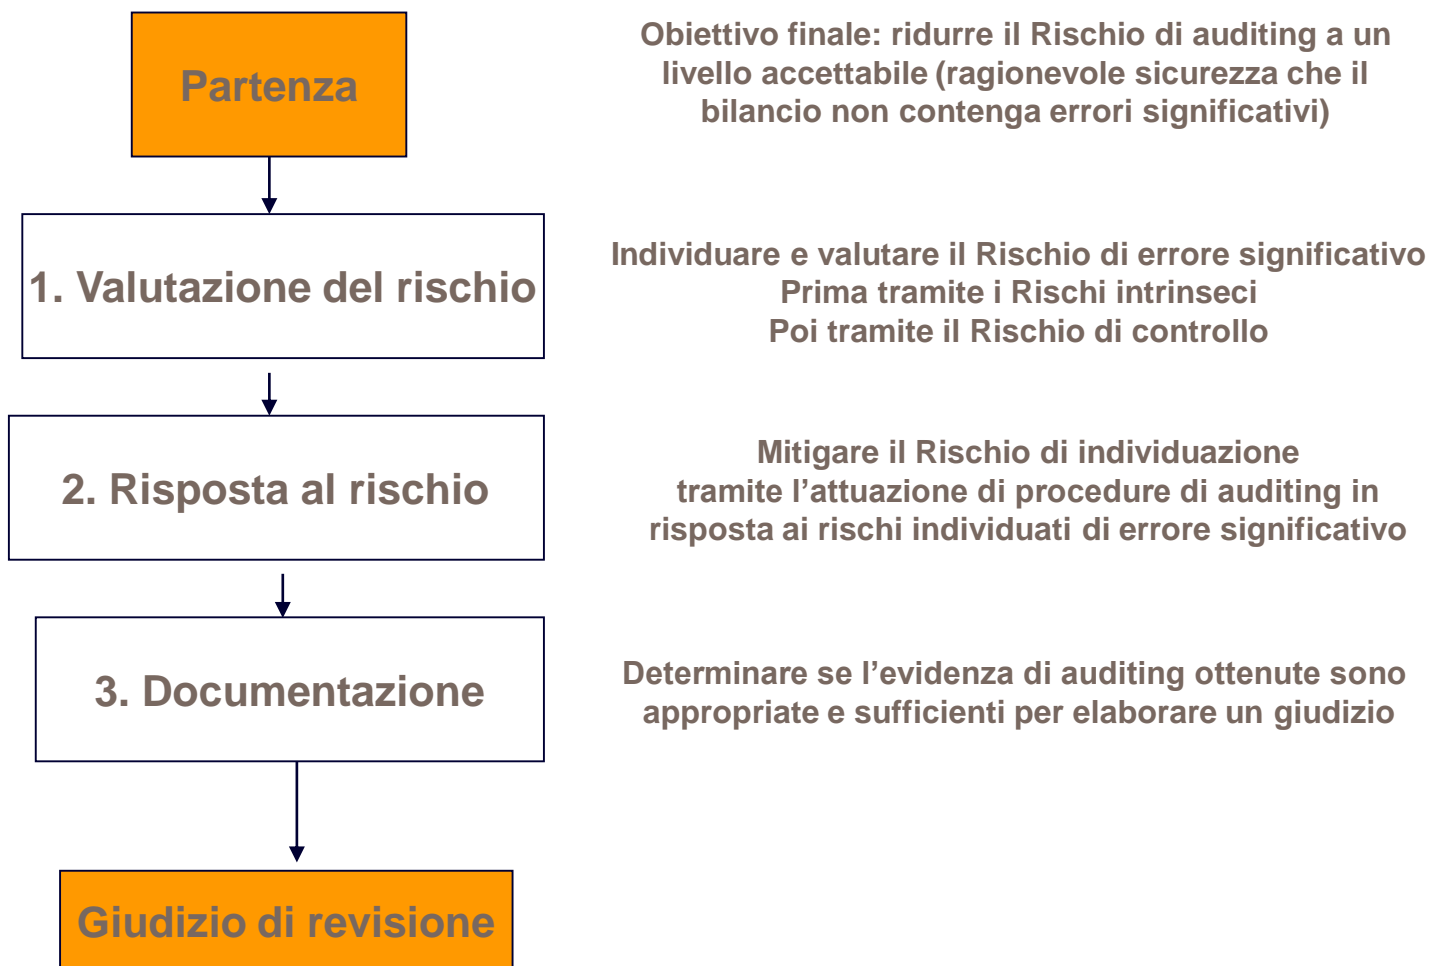 Partenza
Obiettivo finale: ridurre il Rischio di auditing a un
livello accettabile (ragionevole sicurezza che il
bilancio non contenga errori significativi)
1. Valutazione del rischio
Individuare e valutare il Rischio di errore significativo
Prima tramite i Rischi intrinseci
Poi tramite il Rischio di controllo
2. Risposta al rischio
Mitigare il Rischio di individuazione
tramite l’attuazione di procedure di auditing in
risposta ai rischi individuati di errore significativo
3. Documentazione
Determinare se l’evidenza di auditing ottenute sono
appropriate e sufficienti per elaborare un giudizio
Giudizio di revisione